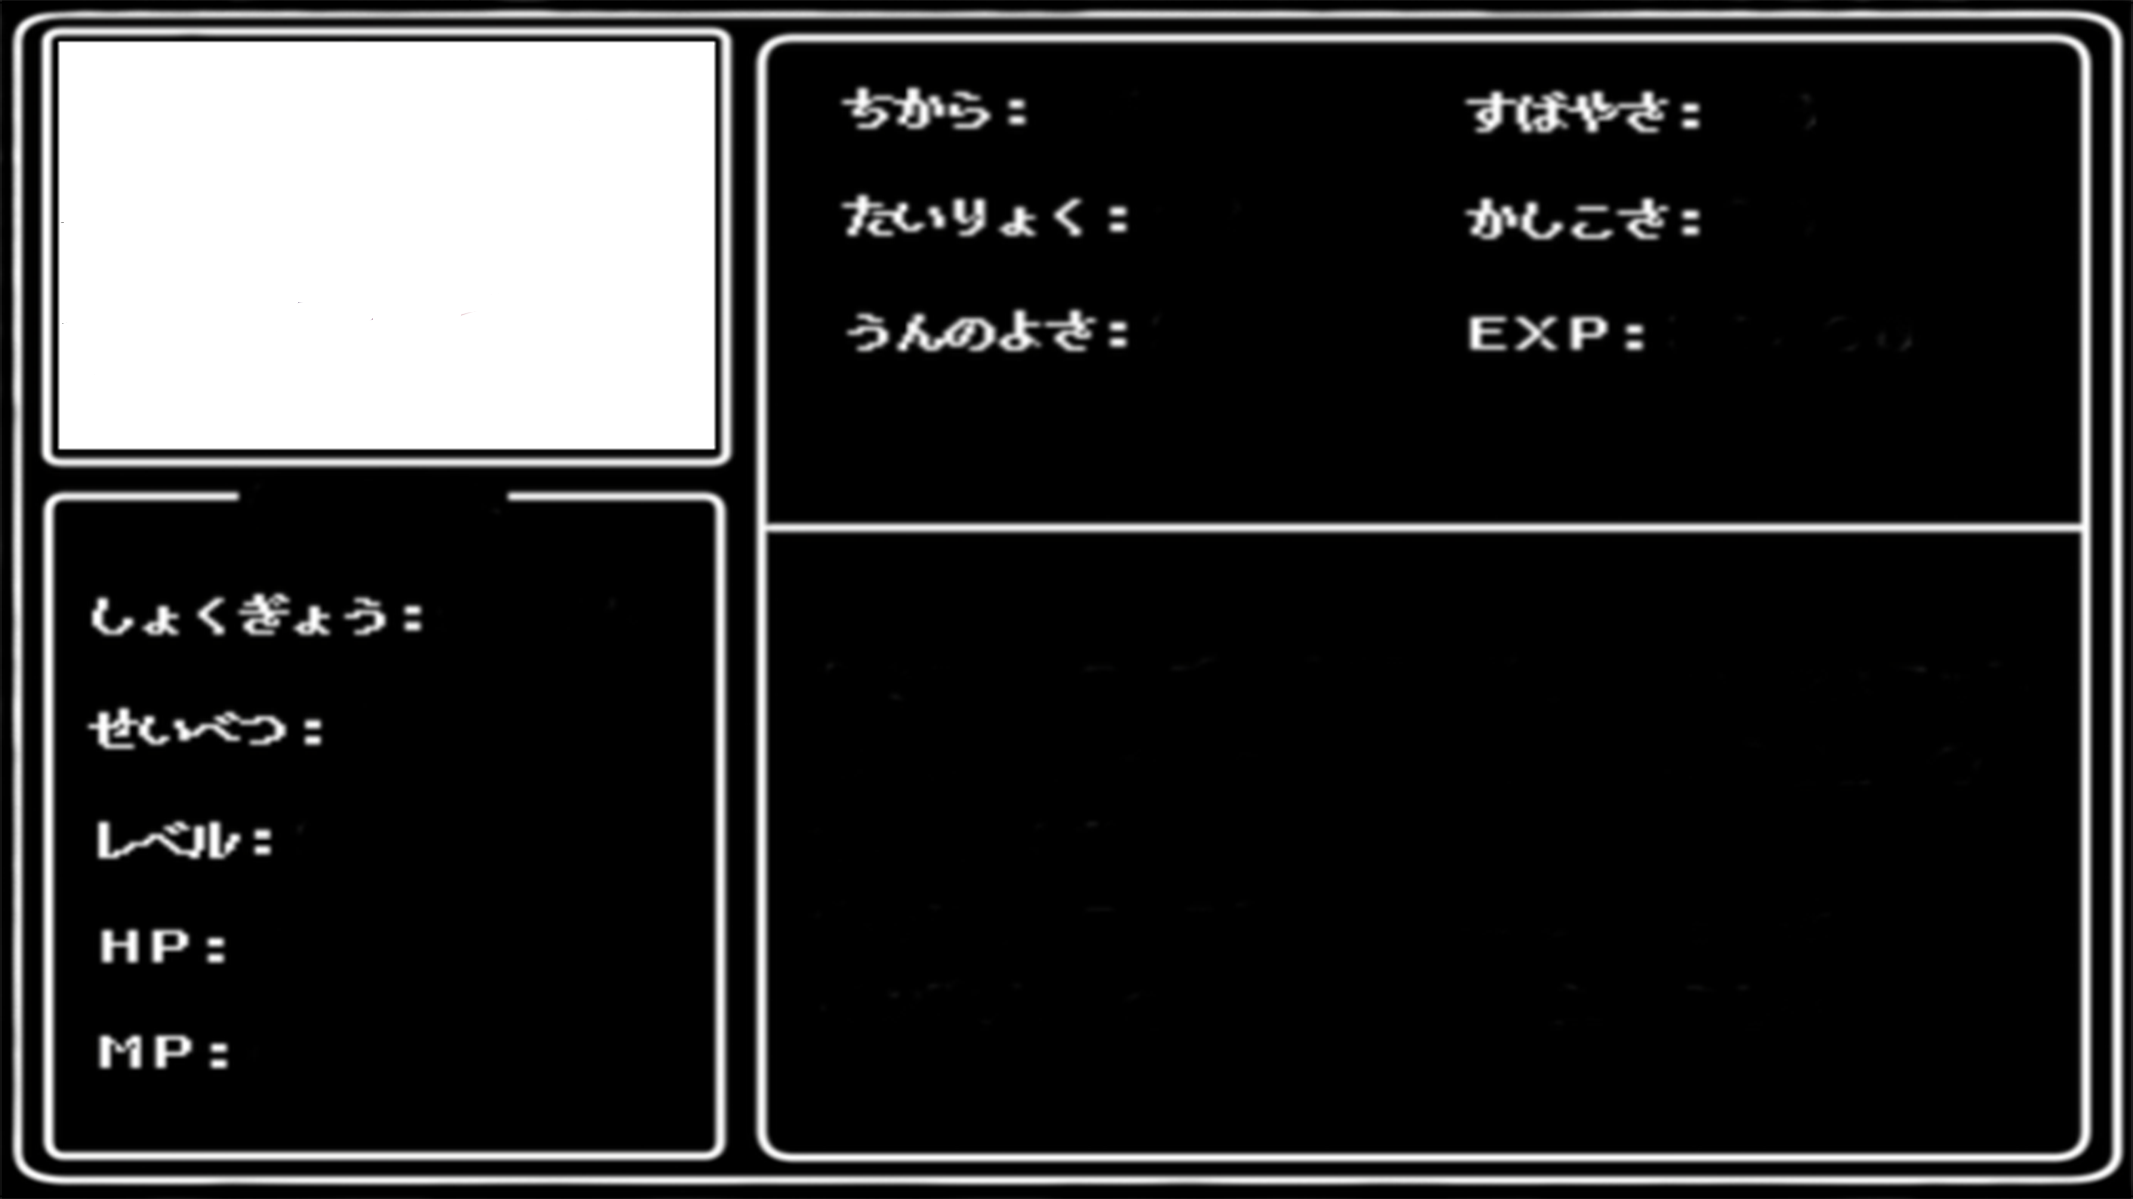 ちから：
すばやさ：
たいりょく：
かしこさ：
うんのよさ：
EXP：
しょくぎょう：
せいべつ：
レベル：
HP：
MP：